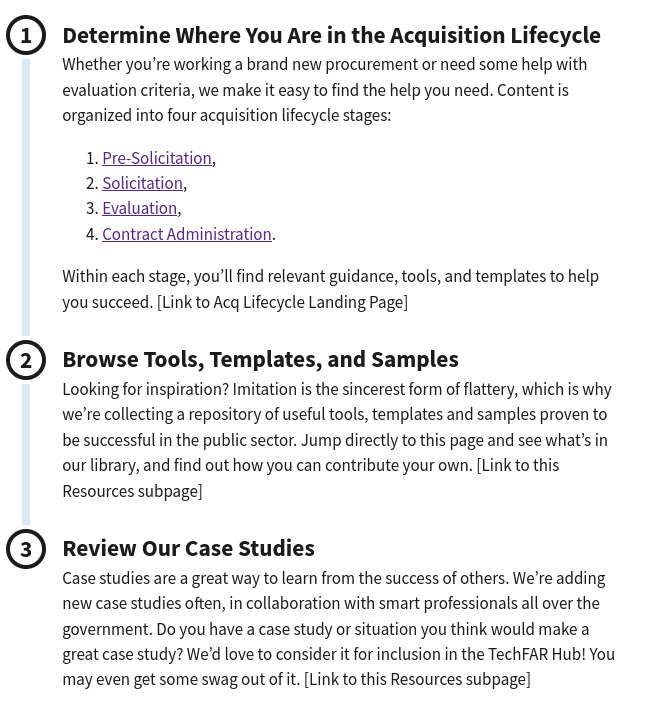 1 Determine Where You Are in the Acquisition Lifecycle
Whether you’re working a brand new procurement or need some help with
evaluation criteria, we make it easy to find the help you need. Content is
organized into four acquisition lifecycle stages:
1. Pre-Solicitation,
2. Solicitation,
3. Evaluation,
4. Contract Administration.
Within each stage, you’ll find relevant guidance, tools, and templates to help
you succeed. [Link to Acq Lifecycle Landing Page]
2 Browse Tools, Templates, and Samples
Looking for inspiration? Imitation is the sincerest form of flattery, which is why
we’re collecting a repository of useful tools, templates and samples proven to
be successful in the public sector. Jump directly to this page and see what’s in
our library, and find out how you can contribute your own. [Link to this
Resources subpage]
3 Review Our Case Studies
Case studies are a great way to learn from the success of others. We’re adding
new case studies often, in collaboration with smart professionals all over the
government. Do you have a case study or situation you think would make a
great case study? We’d love to consider it for inclusion in the TechFAR Hub! You
may even get some swag out of it. [Link to this Resources subpage]